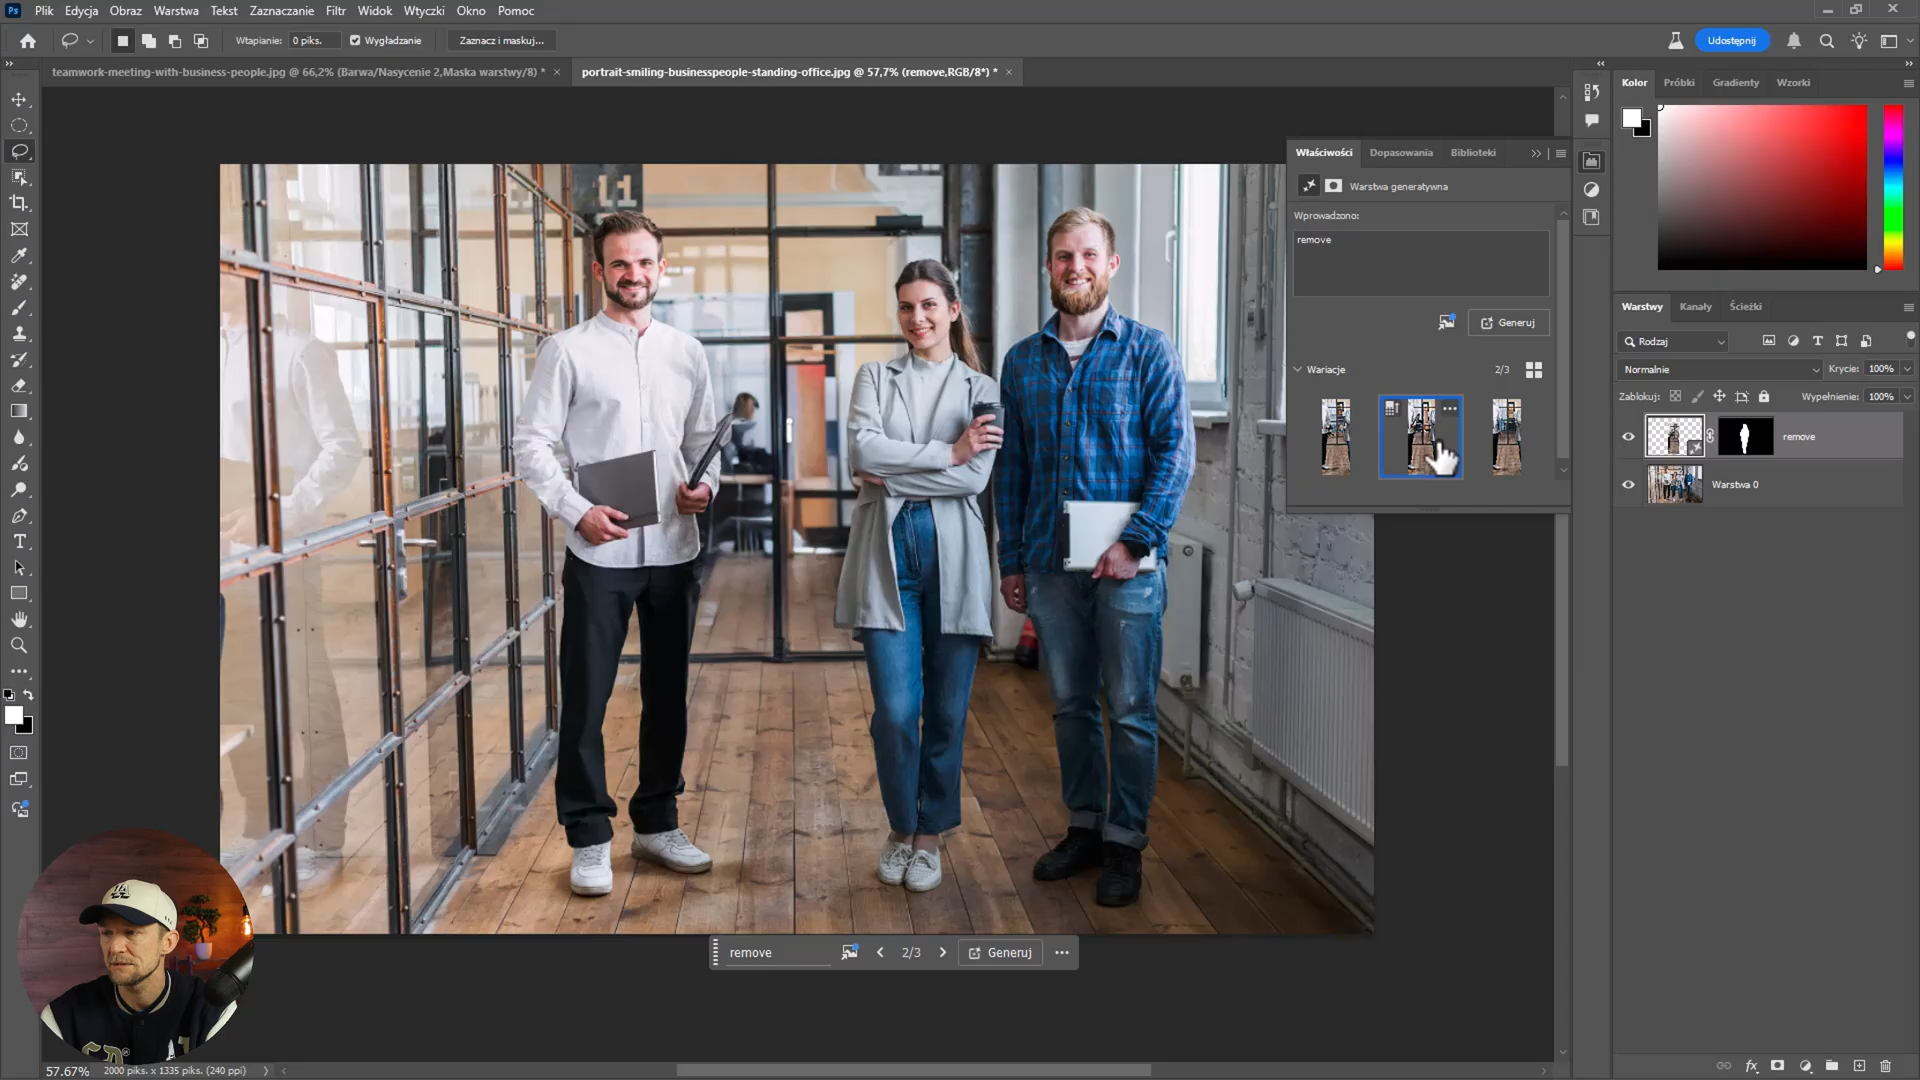 Ps Plik Edycja Obraz Warstwa Tekst Zaznaczanie Filtr Widok Wtyczki Okno Pomoc
Wtapianie: 0 piks. Wygładzanie Zaznacz i maskuj... Udostępnij
teamwork-meeting-with-business-people.jpg @ 66,2% (Barwa/Nasycenie 2,Maska warstwy/8) *
portrait-smiling-businesspeople-standing-office.jpg @ 57,7% (remove,RGB/8*) *
Kolor Próbki Gradienty Wzorki
Właściwości Dopasowania Biblioteki
Warstwa generatywna
Wprowadzono:
remove
Generuj
Wariacje 2/3
Warstwy Kanały Ścieżki
Rodzaj
Normalnie Krycie: 100%
Zablokuj: Wypełnienie: 100%
remove
Warstwa 0
11
remove 2/3 Generuj
57.67% 2000 piks. x 1335 piks. (240 ppi)